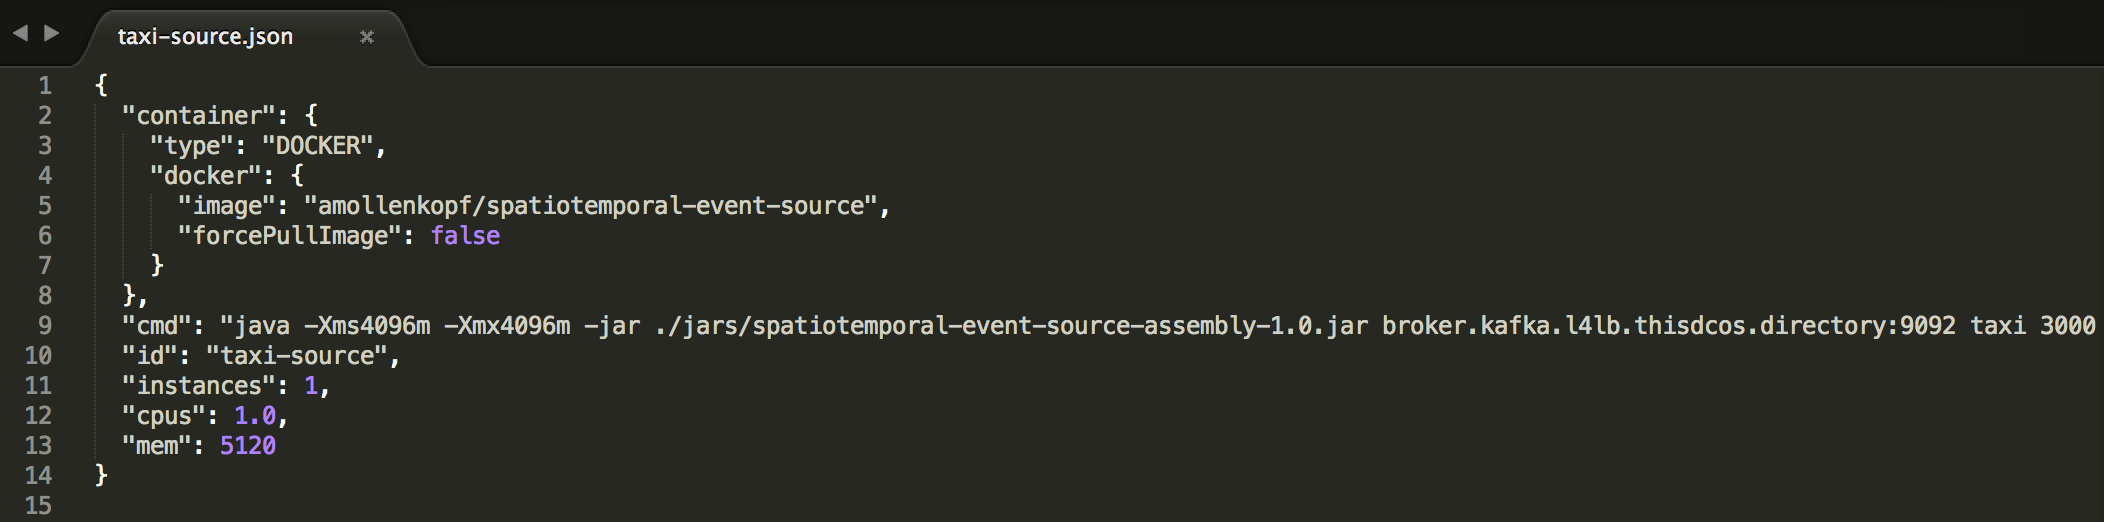 taxi-source.json
1 {
2 "container": {
3 "type": "DOCKER",
4 "docker": {
5 "image": "amollenkopf/spatiotemporal-event-source",
6 "forcePullImage": false
7 }
8 },
9 "cmd": "java -Xms4096m -Xmx4096m -jar ./jars/spatiotemporal-event-source-assembly-1.0.jar broker.kafka.l4lb.thisdcos.directory:9092 taxi 3000
10 "id": "taxi-source",
11 "instances": 1,
12 "cpus": 1.0,
13 "mem": 5120
14 }
15